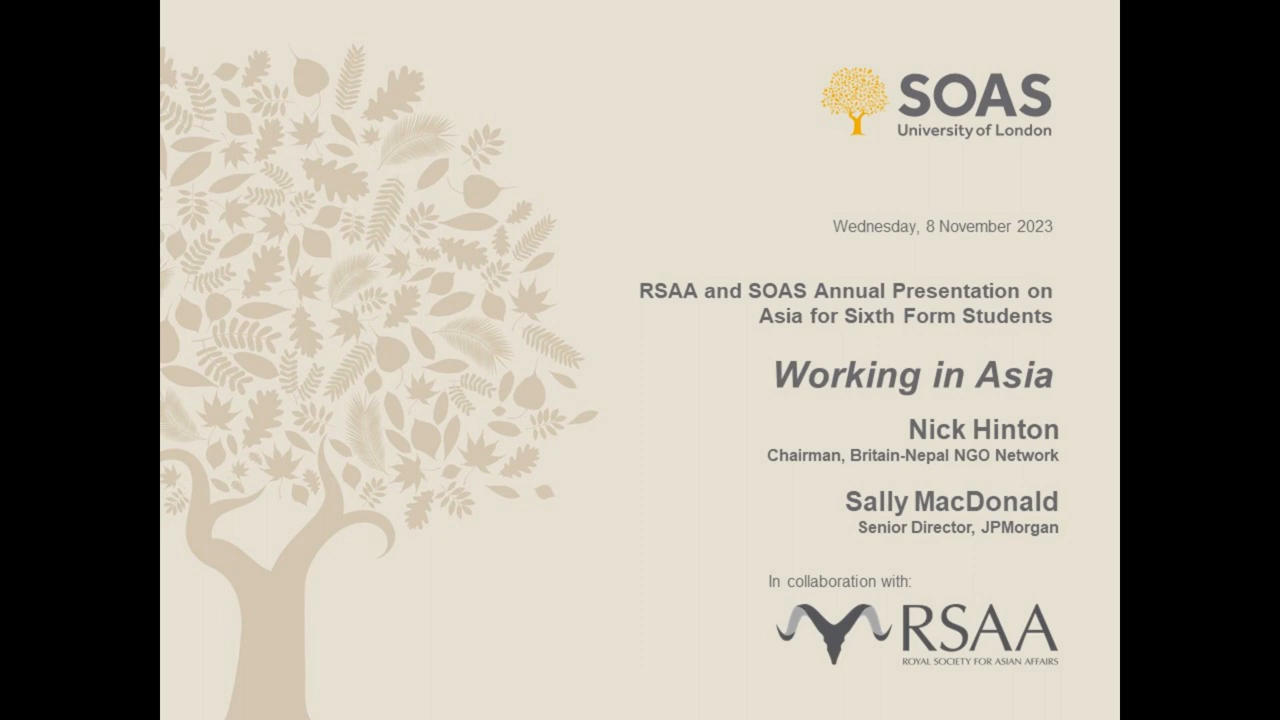 SOAS
University of London
Wednesday, 8 November 2023
RSAA and SOAS Annual Presentation on
Asia for Sixth Form Students
Working in Asia
Nick Hinton
Chairman, Britain-Nepal NGO Network
Sally MacDonald
Senior Director, JPMorgan
In collaboration with:
RSAA
ROYAL SOCIETY FOR ASIAN AFFAIRS